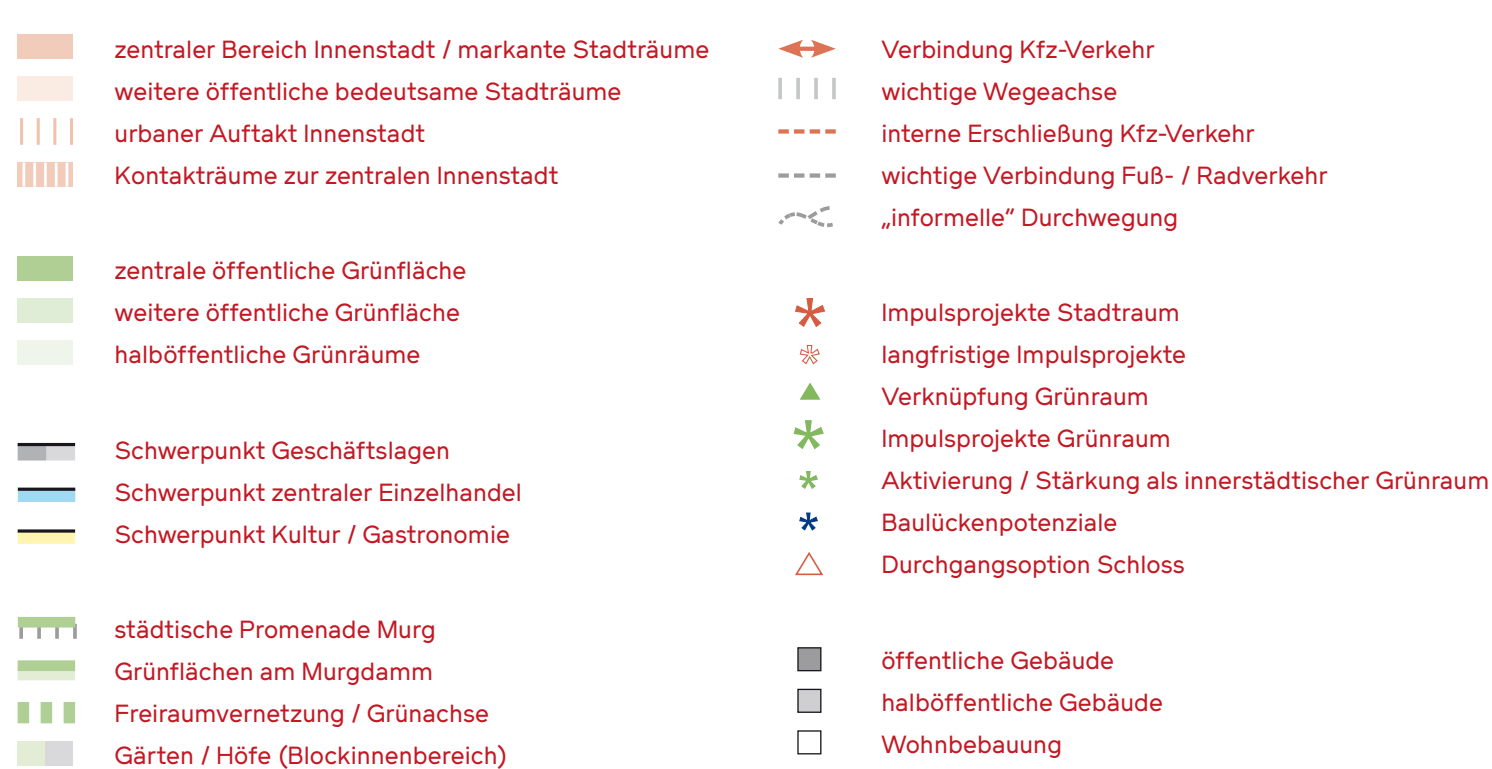 zentraler Bereich Innenstadt / markante Stadträume
weitere öffentliche bedeutsame Stadträume
urbaner Auftakt Innenstadt
Kontakträume zur zentralen Innenstadt
zentrale öffentliche Grünfläche
weitere öffentliche Grünfläche
halböffentliche Grünräume
Schwerpunkt Geschäftslagen
Schwerpunkt zentraler Einzelhandel
Schwerpunkt Kultur / Gastronomie
städtische Promenade Murg
Grünflächen am Murgdamm
Freiraumvernetzung / Grünachse
Gärten / Höfe (Blockinnenbereich)
Verbindung Kfz-Verkehr
wichtige Wegeachse
interne Erschließung Kfz-Verkehr
wichtige Verbindung Fuß- / Radverkehr
„informelle“ Durchwegung
Impulsprojekte Stadtraum
langfristige Impulsprojekte
Verknüpfung Grünraum
Impulsprojekte Grünraum
Aktivierung / Stärkung als innerstädtischer Grünraum
Baulückenpotenziale
Durchgangsoption Schloss
öffentliche Gebäude
halböffentliche Gebäude
Wohnbebauung